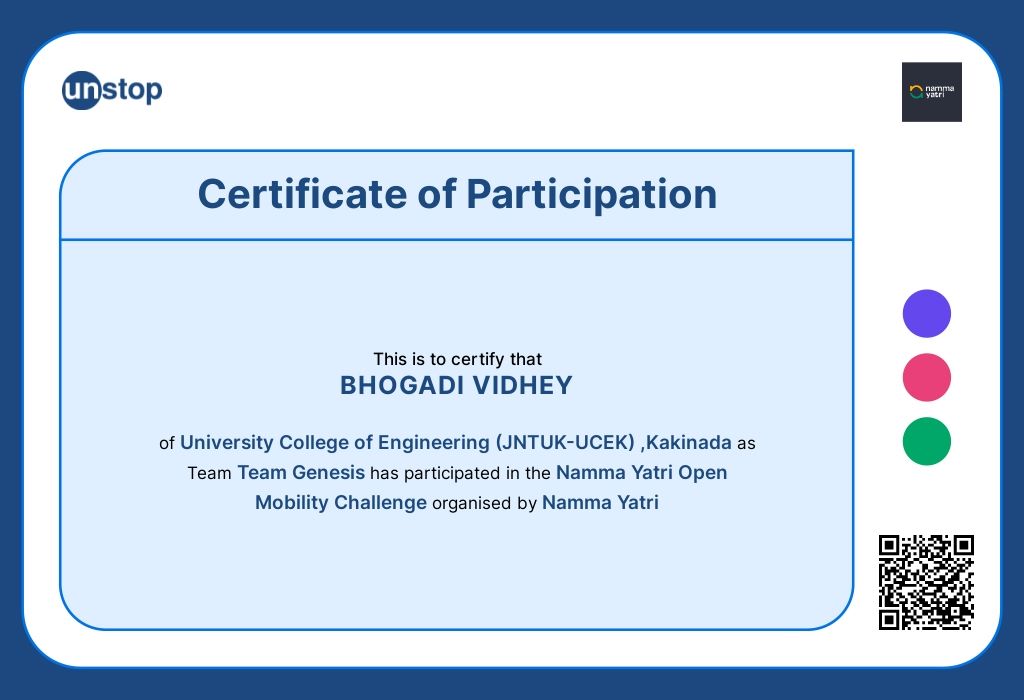 unstop
namma
yatri
Certificate of Participation
This is to certify that
BHOGADI VIDHEY
of University College of Engineering (JNTUK-UCEK) ,Kakinada as
Team Team Genesis has participated in the Namma Yatri Open
Mobility Challenge organised by Namma Yatri